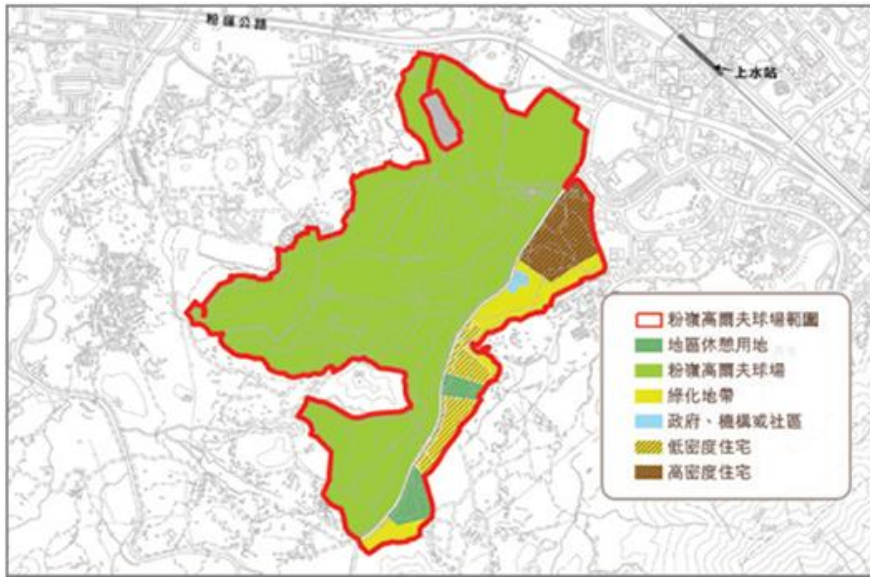 粉嶺公路
上水站
粉嶺高爾夫球場範圍
地區休憩用地
粉嶺高爾夫球場
綠化地帶
政府、機構或社區
低密度住宅
高密度住宅